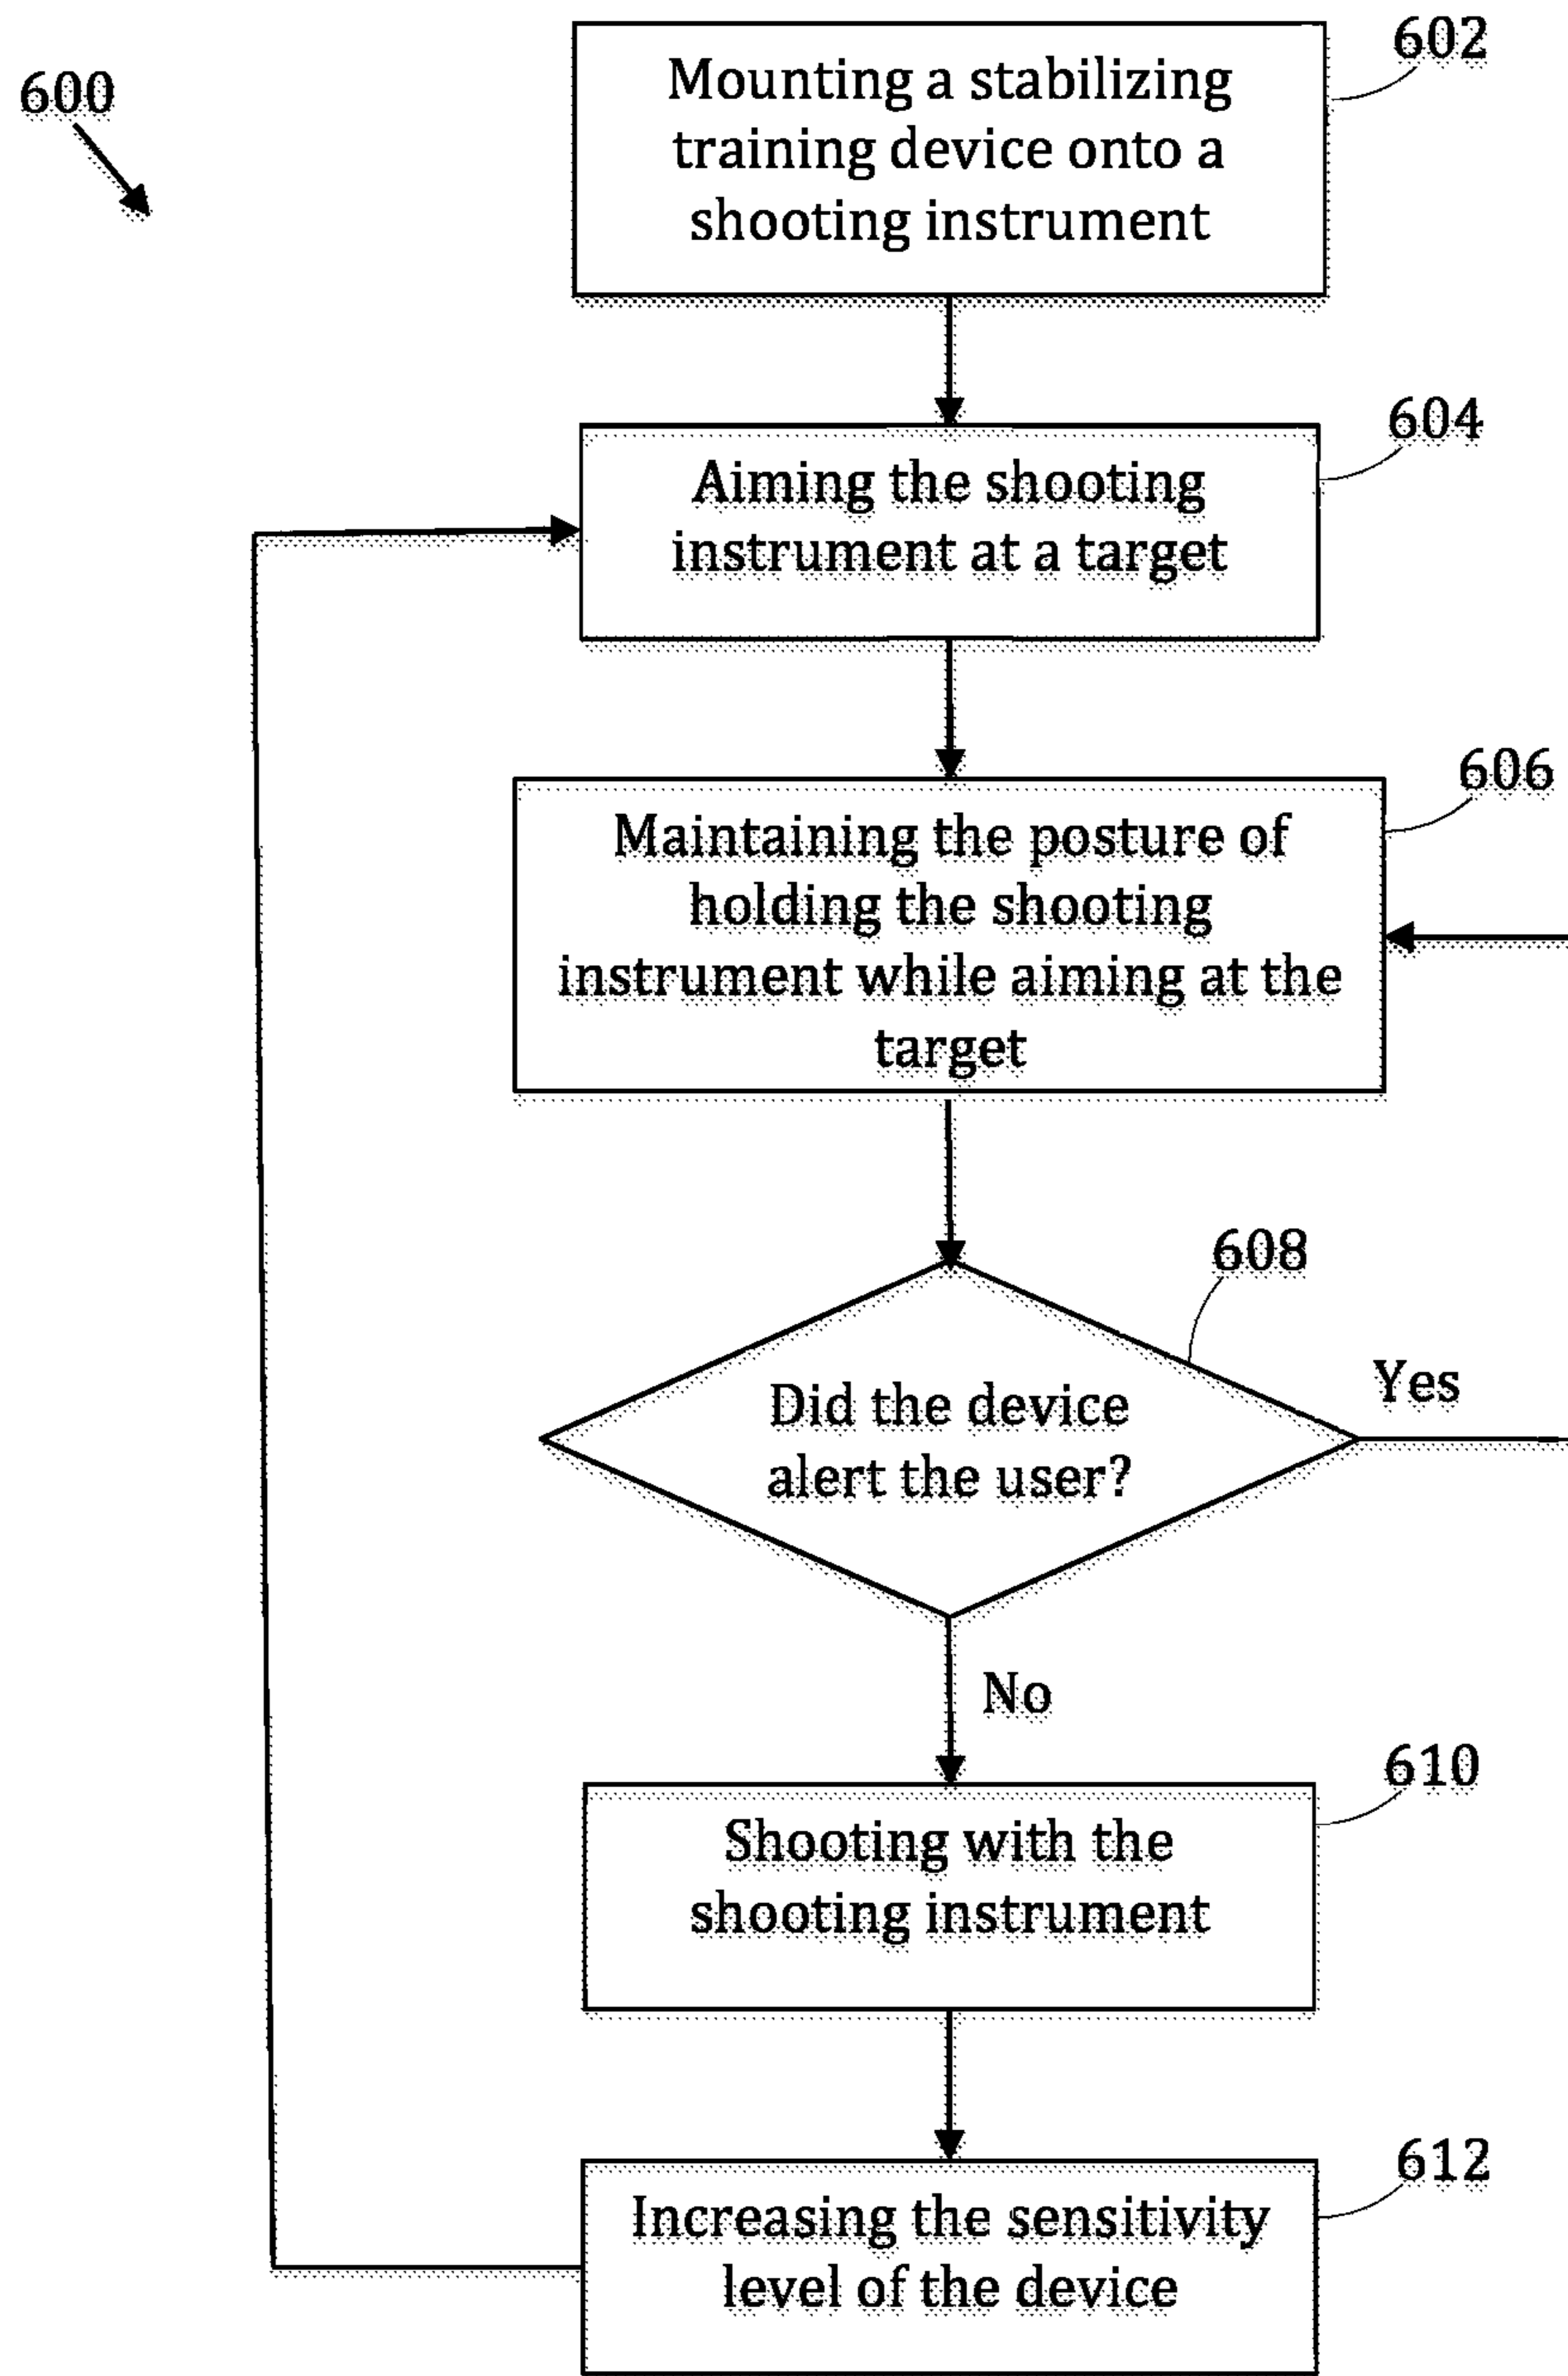 600
602
Mounting a stabilizing
training device onto a
shooting instrument
604
Aiming the shooting
instrument at a target
606
Maintaining the posture of
holding the shooting
instrument while aiming at the
target
608
Did the device
alert the user?
Yes
No
610
Shooting with the
shooting instrument
612
Increasing the sensitivity
level of the device